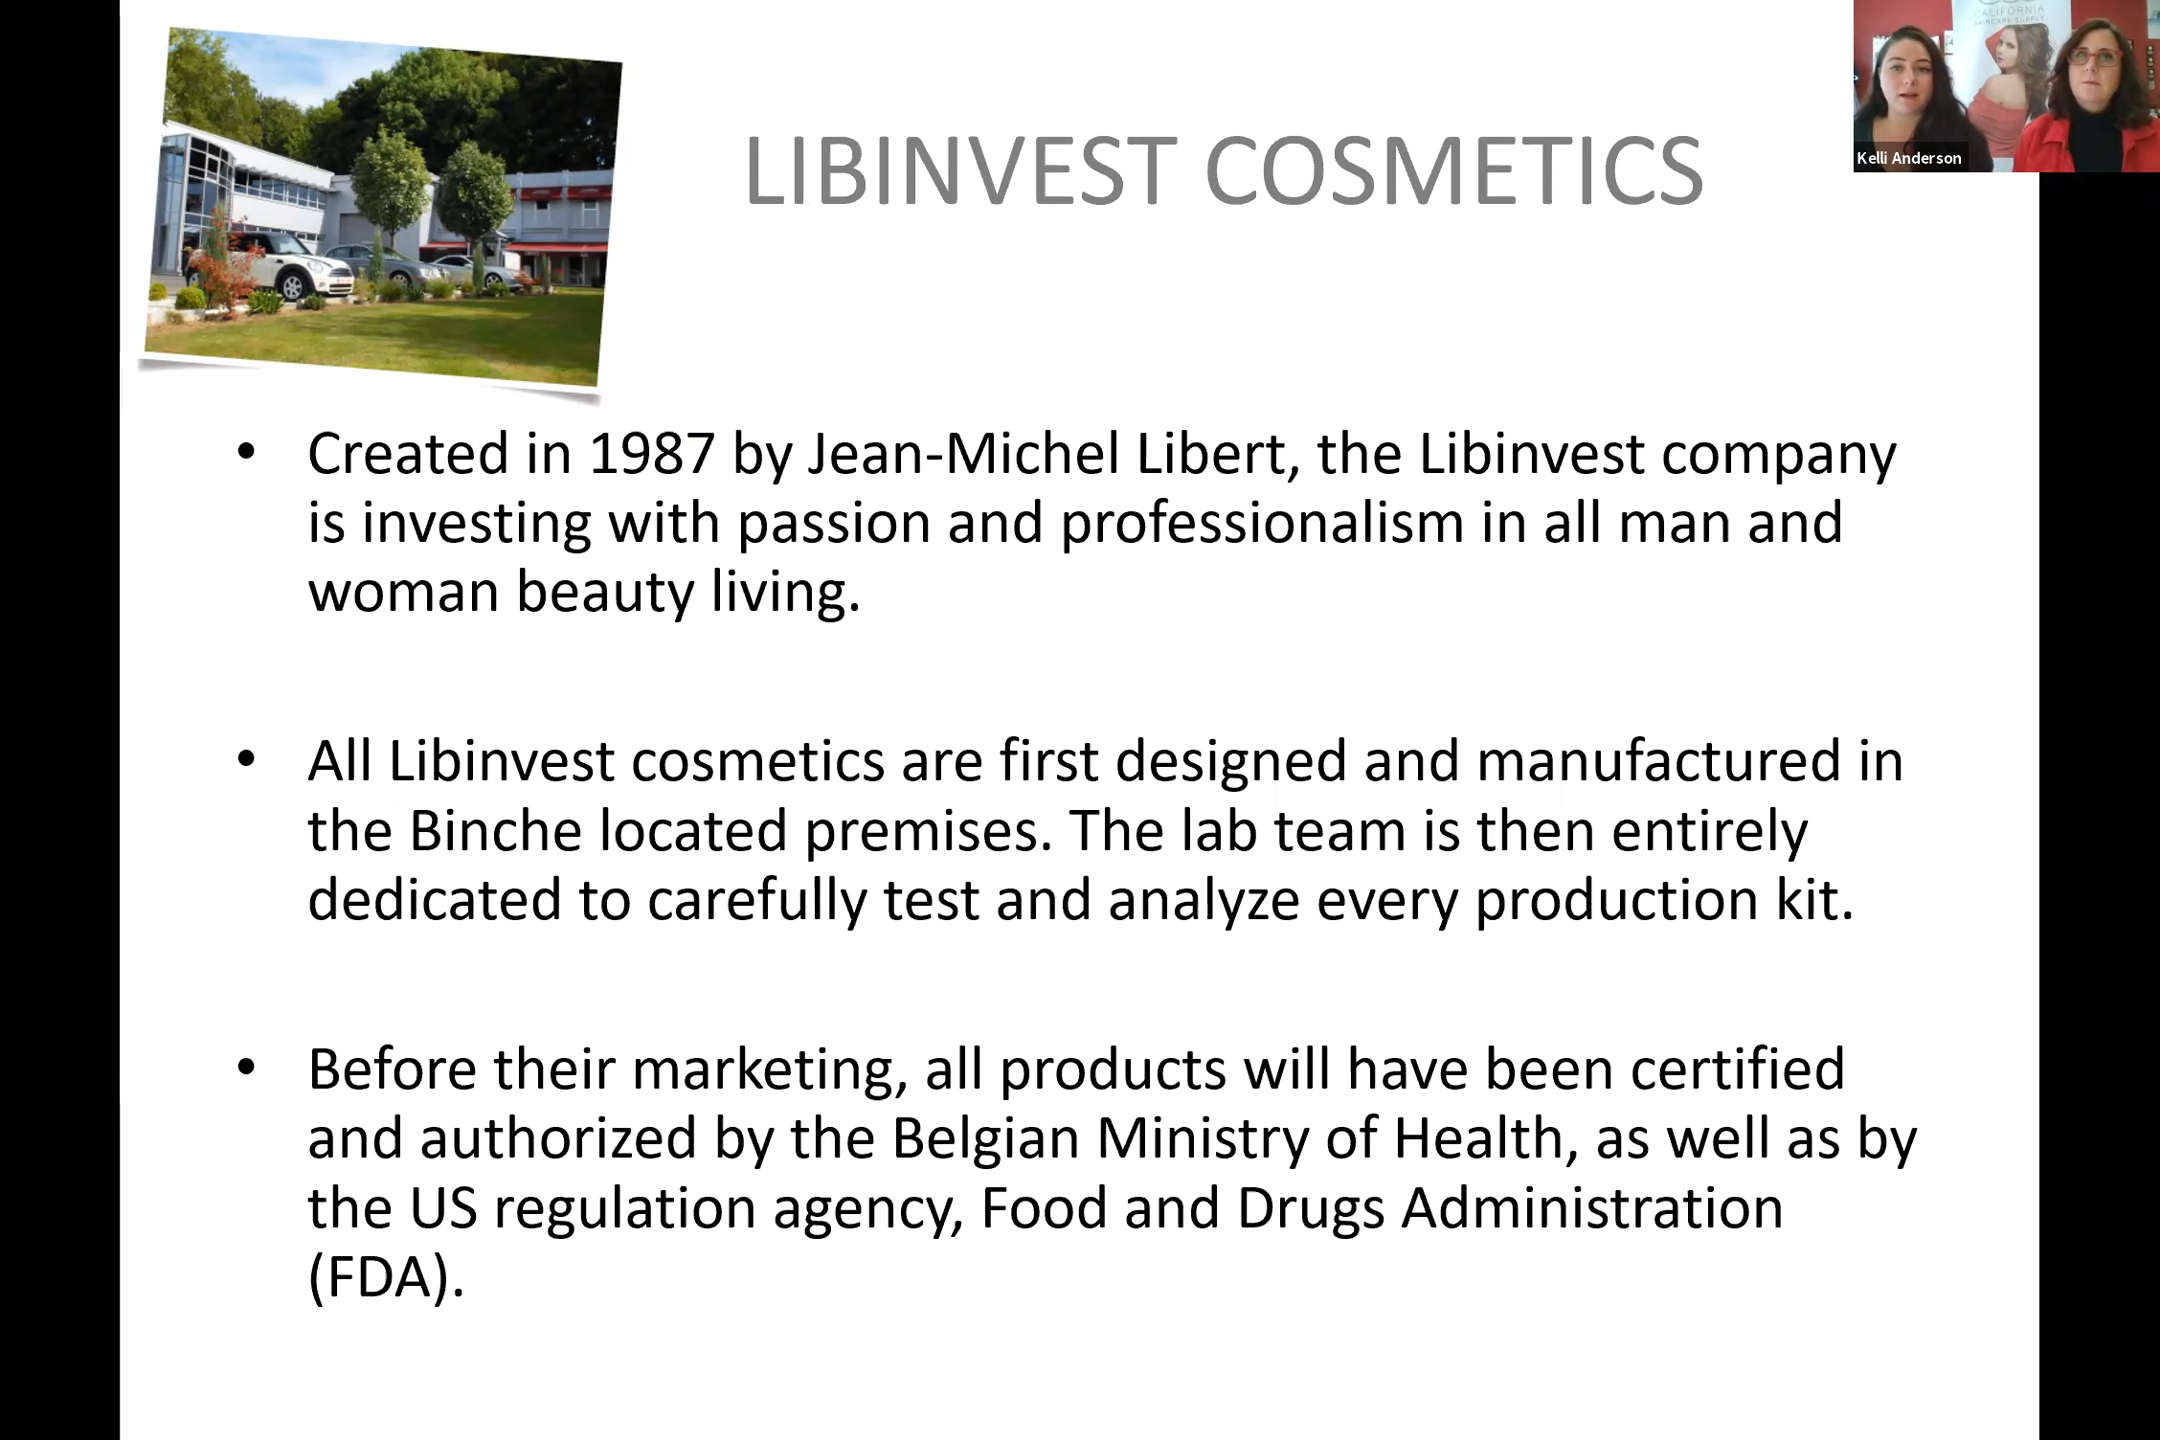 CALIFORNIA
SKINCARE SUPPLY
Kelli Anderson
LIBINVEST COSMETICS
• Created in 1987 by Jean-Michel Libert, the Libinvest company
is investing with passion and professionalism in all man and
woman beauty living.
• All Libinvest cosmetics are first designed and manufactured in
the Binche located premises. The lab team is then entirely
dedicated to carefully test and analyze every production kit.
• Before their marketing, all products will have been certified
and authorized by the Belgian Ministry of Health, as well as by
the US regulation agency, Food and Drugs Administration
(FDA).